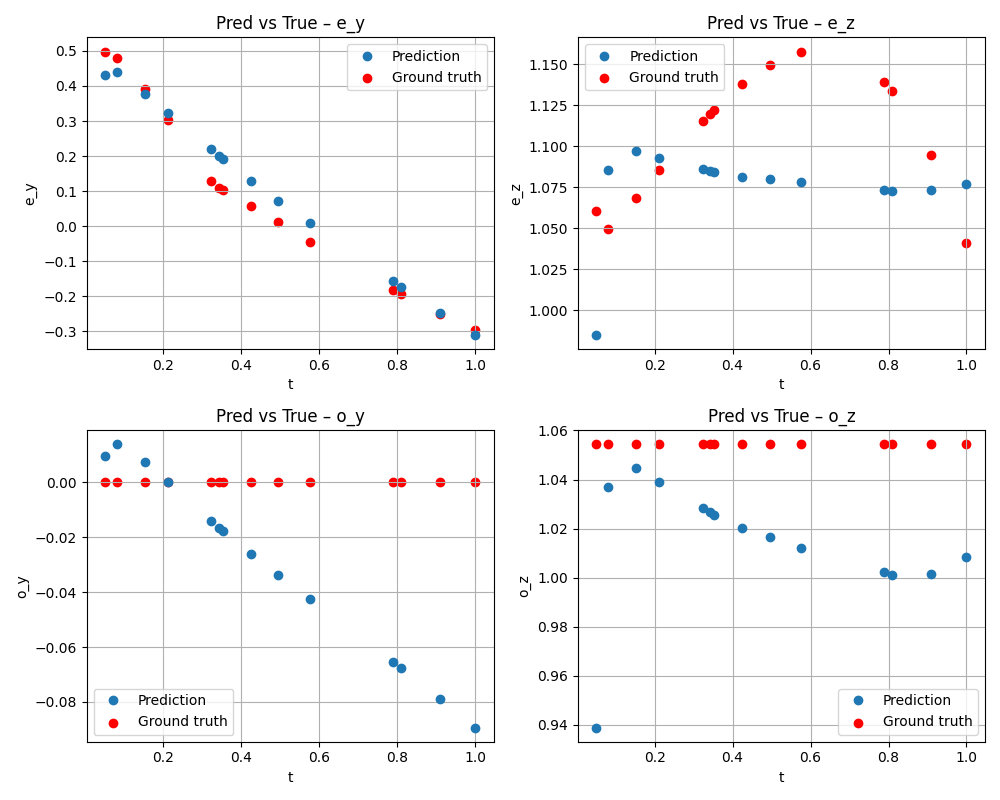 Pred vs True – e_y
e_y
0.5
0.4
0.3
0.2
0.1
0.0
−0.1
−0.2
−0.3
Prediction
Ground truth
0.2 0.4 0.6 0.8 1.0
t
Pred vs True – e_z
e_z
1.150
1.125
1.100
1.075
1.050
1.025
1.000
Prediction
Ground truth
0.2 0.4 0.6 0.8 1.0
t
Pred vs True – o_y
o_y
0.00
−0.02
−0.04
−0.06
−0.08
Prediction
Ground truth
0.2 0.4 0.6 0.8 1.0
t
Pred vs True – o_z
o_z
1.06
1.04
1.02
1.00
0.98
0.96
0.94
Prediction
Ground truth
0.2 0.4 0.6 0.8 1.0
t